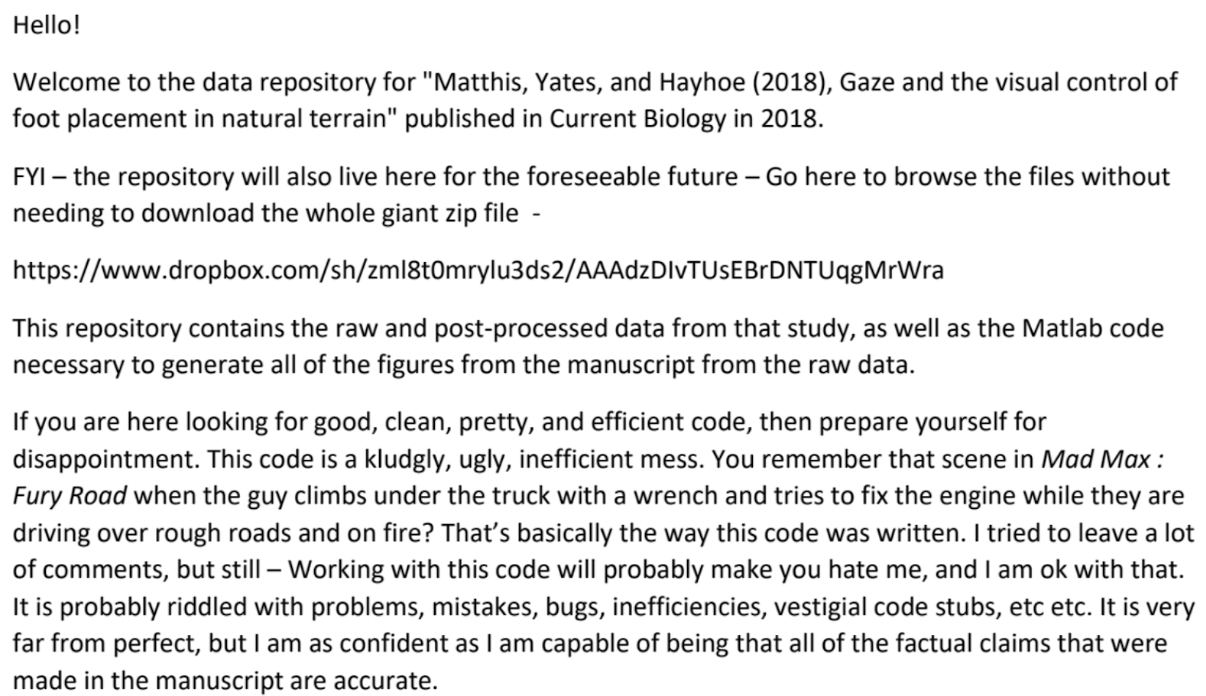 Hello!
Welcome to the data repository for "Matthis, Yates, and Hayhoe (2018), Gaze and the visual control of
foot placement in natural terrain" published in Current Biology in 2018.
FYI – the repository will also live here for the foreseeable future – Go here to browse the files without
needing to download the whole giant zip file  -
https://www.dropbox.com/sh/zml8t0mrylu3ds2/AAAdzDIvTUsEBrDNTUqgMrWra
This repository contains the raw and post-processed data from that study, as well as the Matlab code
necessary to generate all of the figures from the manuscript from the raw data.
If you are here looking for good, clean, pretty, and efficient code, then prepare yourself for
disappointment. This code is a kludgly, ugly, inefficient mess. You remember that scene in Mad Max :
Fury Road when the guy climbs under the truck with a wrench and tries to fix the engine while they are
driving over rough roads and on fire? That’s basically the way this code was written. I tried to leave a lot
of comments, but still – Working with this code will probably make you hate me, and I am ok with that.
It is probably riddled with problems, mistakes, bugs, inefficiencies, vestigial code stubs, etc etc. It is very
far from perfect, but I am as confident as I am capable of being that all of the factual claims that were
made in the manuscript are accurate.